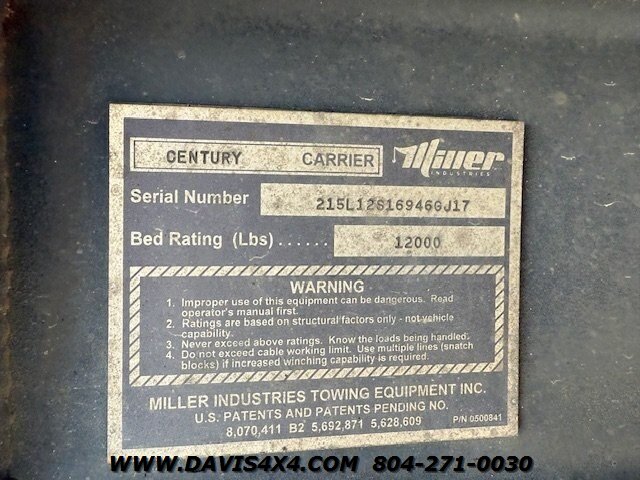 CENTURY CARRIER Miller INDUSTRIES
Serial Number 215L12S16946GJ17
Bed Rating (Lbs) ...... 12000
WARNING
1. Improper use of this equipment can be dangerous. Read
operator's manual first.
2. Ratings are based on structural factors only - not vehicle
capability.
3. Never exceed above ratings. Know the loads being handled.
4. Do not exceed cable working limit. Use multiple lines (snatch
blocks) if increased winching capability is required.
MILLER INDUSTRIES TOWING EQUIPMENT INC.
U.S. PATENTS AND PATENTS PENDING NO.
8,070,411 B2 5,692,871 5,628,609
P/N 0500841
WWW.DAVIS4X4.COM 804-271-0030